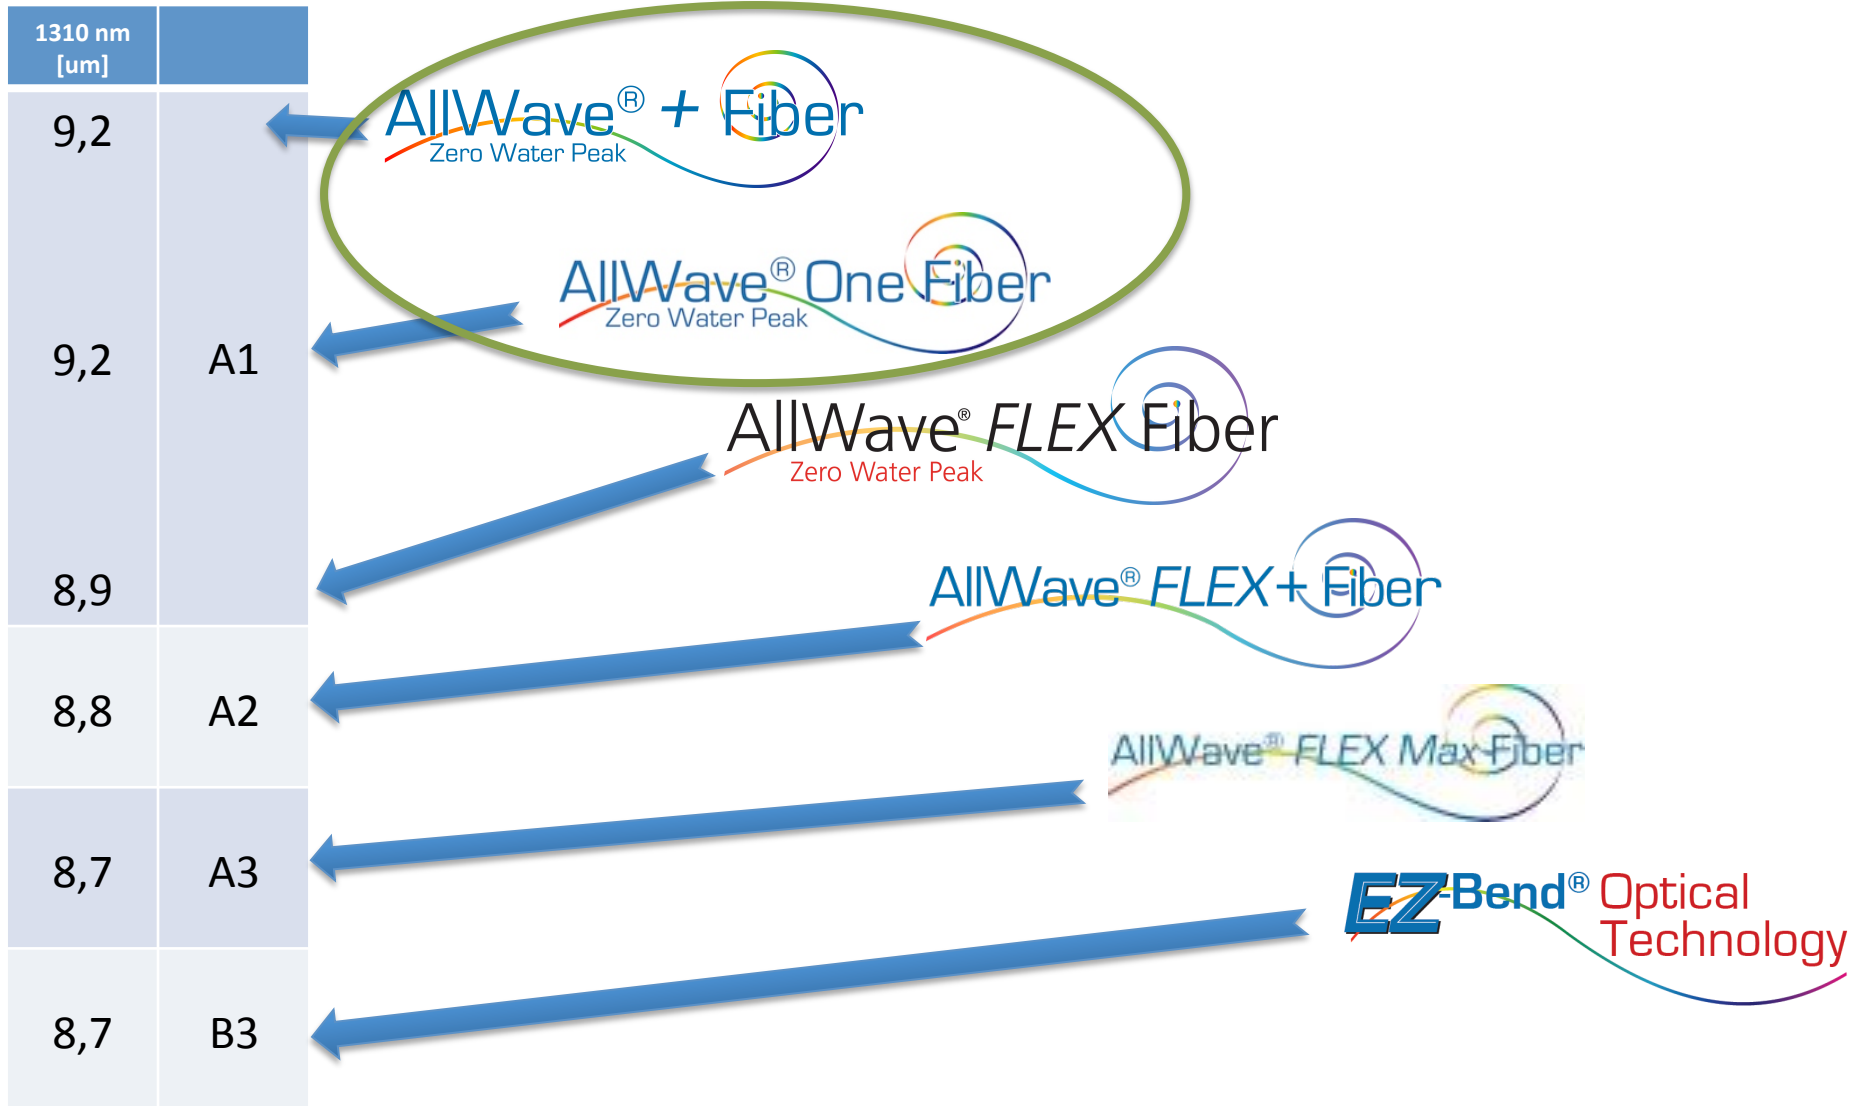 1310 nm
[um]
9,2
9,2
A1
8,9
8,8
A2
8,7
A3
8,7
B3
AllWave® + Fiber
Zero Water Peak
AllWave® One Fiber
Zero Water Peak
AllWave® FLEX Fiber
Zero Water Peak
AllWave® FLEX+ Fiber
AllWave® FLEX Max Fiber
EZ-Bend® Optical
Technology